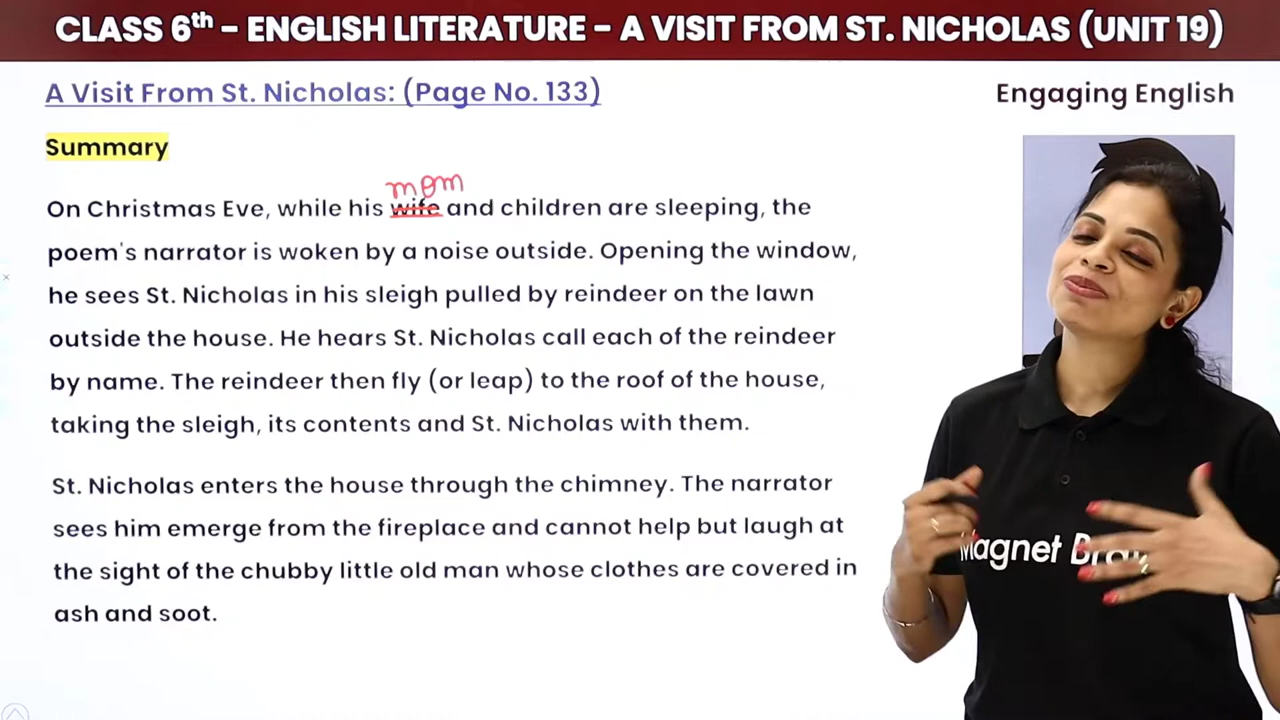 CLASS 6th – ENGLISH LITERATURE – A VISIT FROM ST. NICHOLAS (UNIT 19)
A Visit From St. Nicholas: (Page No. 133)
Engaging English
Summary
mom
On Christmas Eve, while his wife and children are sleeping, the
poem's narrator is woken by a noise outside. Opening the window,
he sees St. Nicholas in his sleigh pulled by reindeer on the lawn
outside the house. He hears St. Nicholas call each of the reindeer
by name. The reindeer then fly (or leap) to the roof of the house,
taking the sleigh, its contents and St. Nicholas with them.
St. Nicholas enters the house through the chimney. The narrator
sees him emerge from the fireplace and cannot help but laugh at
the sight of the chubby little old man whose clothes are covered in
ash and soot.
Magnet